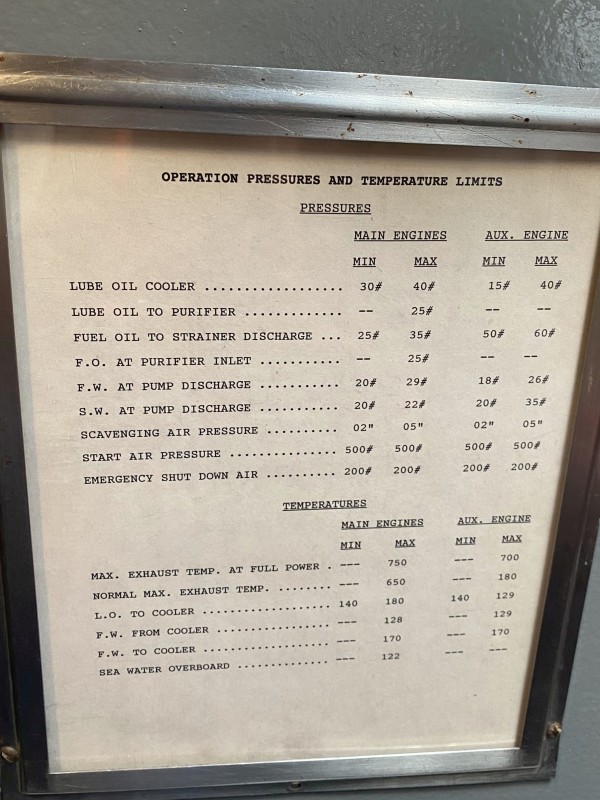 OPERATION PRESSURES AND TEMPERATURE LIMITS
PRESSURES
MAIN ENGINES AUX. ENGINE
MIN MAX MIN MAX
LUBE OIL COOLER ................. 30# 40# 15# 40#
LUBE OIL TO PURIFIER ............ -- 25# -- --
FUEL OIL TO STRAINER DISCHARGE ... 25# 35# 50# 60#
F.O. AT PURIFIER INLET .......... -- 25# -- --
F.W. AT PUMP DISCHARGE .......... 20# 29# 18# 26#
S.W. AT PUMP DISCHARGE .......... 20# 22# 20# 35#
SCAVENGING AIR PRESSURE ......... 02" 05" 02" 05"
START AIR PRESSURE .............. 500# 500# 500# 500#
EMERGENCY SHUT DOWN AIR .......... 200# 200# 200# 200#
TEMPERATURES
MAIN ENGINES AUX. ENGINE
MIN MAX MIN MAX
MAX. EXHAUST TEMP. AT FULL POWER . --- 750 --- 700
NORMAL MAX. EXHAUST TEMP. ........ --- 650 --- 180
L.O. TO COOLER ................... 140 180 140 129
F.W. FROM COOLER ................. --- 128 --- 129
F.W. TO COOLER ................... --- 170 --- 170
SEA WATER OVERBOARD .............. --- 122 --- ---